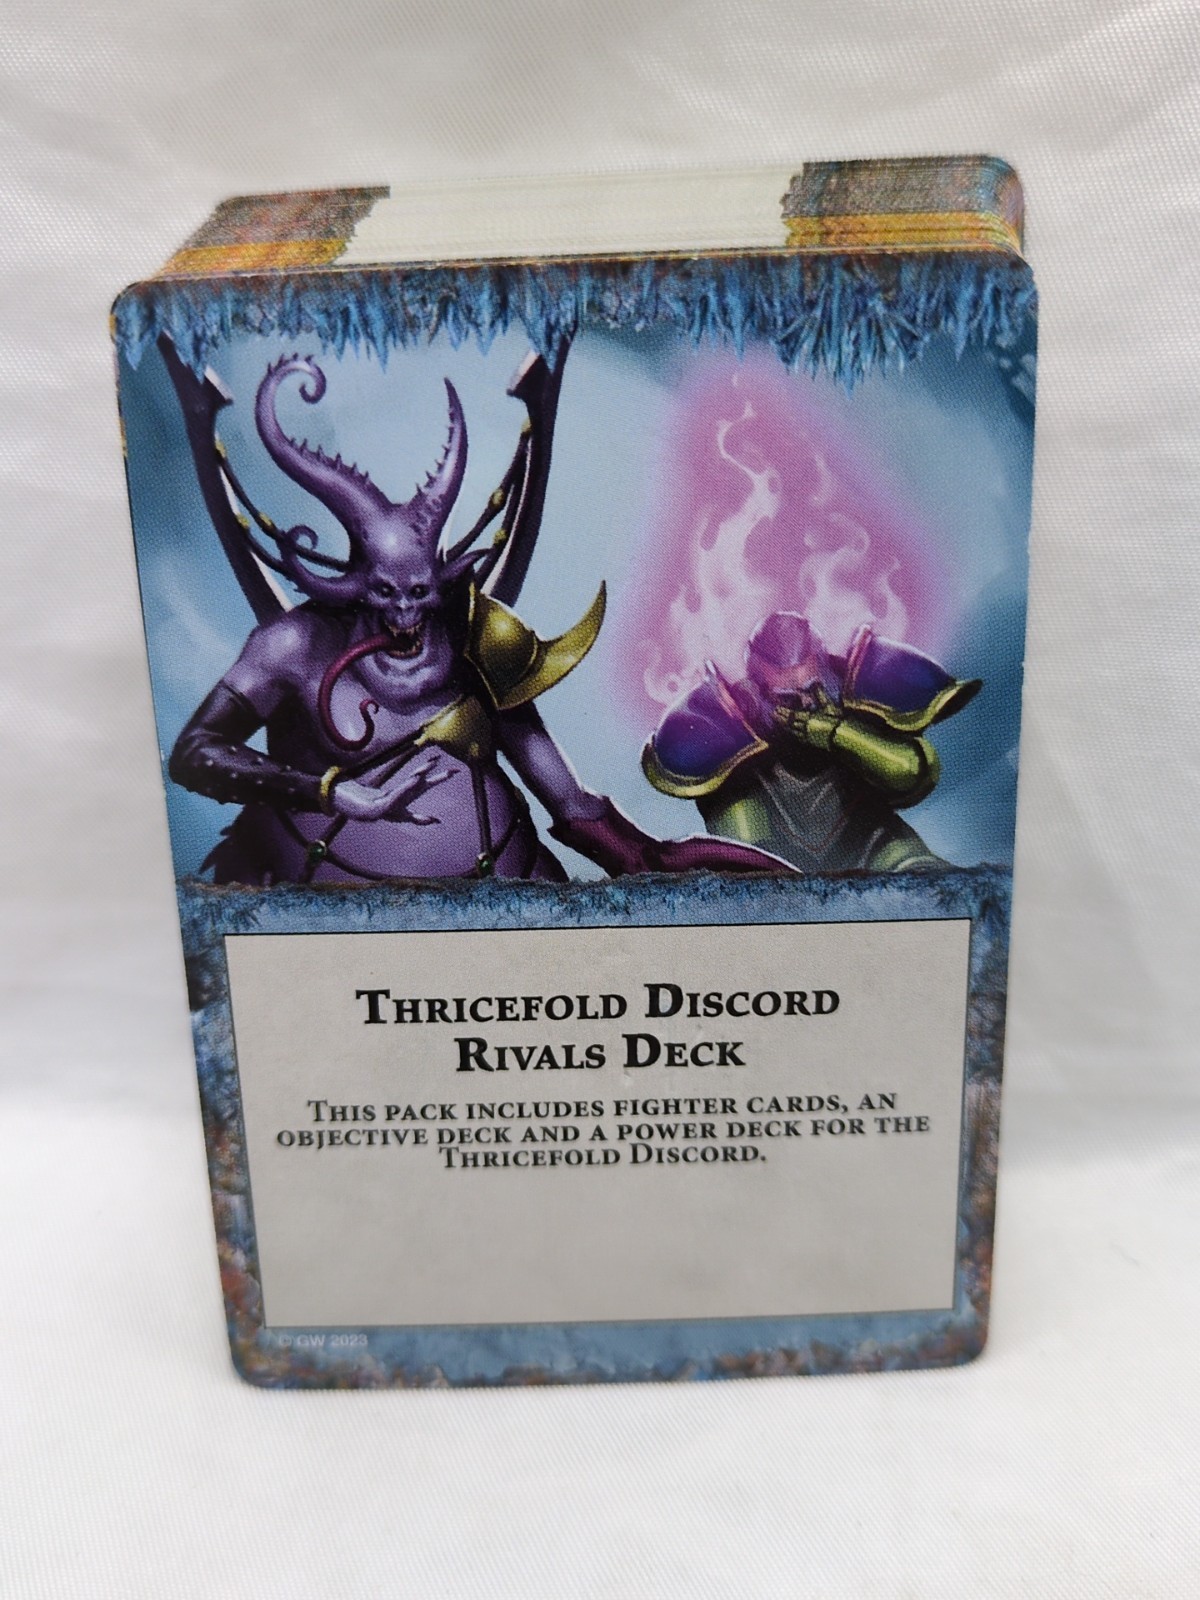 Thricefold Discord
Rivals Deck
This pack includes fighter cards, an
objective deck and a power deck for the
Thricefold Discord.
© GW 2023